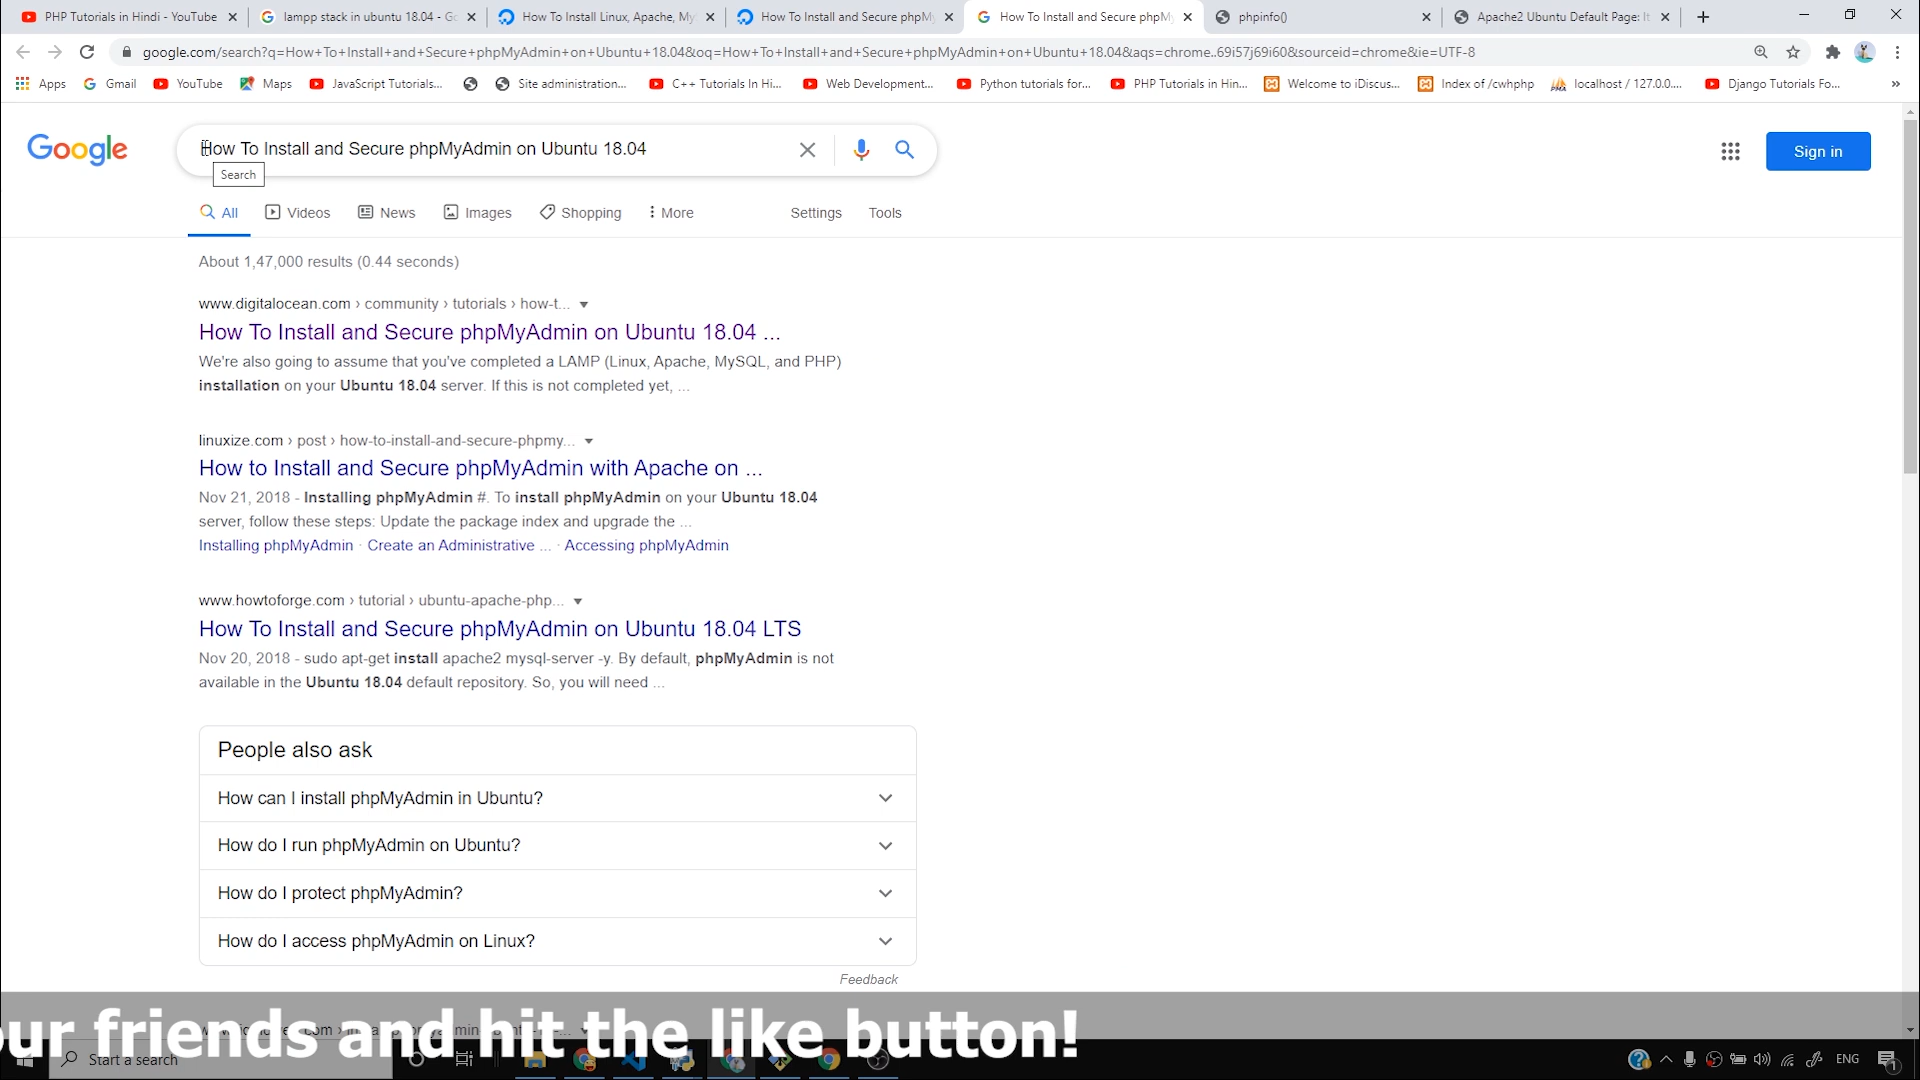 PHP Tutorials in Hindi - YouTube
lampp stack in ubuntu 18.04 - Go
How To Install Linux, Apache, My
How To Install and Secure phpM
How To Install and Secure phpM
phpinfo()
Apache2 Ubuntu Default Page: It
google.com/search?q=How+To+Install+and+Secure+phpMyAdmin+on+Ubuntu+18.04&oq=How+To+Install+and+Secure+phpMyAdmin+on+Ubuntu+18.04&aqs=chrome..69i57j69i60&sourceid=chrome&ie=UTF-8
Apps Gmail YouTube Maps JavaScript Tutorials... Site administration... C++ Tutorials In Hi... Web Development... Python tutorials for... PHP Tutorials in Hin... Welcome to iDiscus... Index of /cwhphp localhost / 127.0.0.... Django Tutorials Fo... »
Google
How To Install and Secure phpMyAdmin on Ubuntu 18.04
Sign in
Search
All Videos News Images Shopping More Settings Tools
About 1,47,000 results (0.44 seconds)
www.digitalocean.com › community › tutorials › how-t...
How To Install and Secure phpMyAdmin on Ubuntu 18.04 ...
We're also going to assume that you've completed a LAMP (Linux, Apache, MySQL, and PHP)
installation on your Ubuntu 18.04 server. If this is not completed yet, ...
linuxize.com › post › how-to-install-and-secure-phpmy...
How to Install and Secure phpMyAdmin with Apache on ...
Nov 21, 2018 - Installing phpMyAdmin #. To install phpMyAdmin on your Ubuntu 18.04
server, follow these steps: Update the package index and upgrade the ...
Installing phpMyAdmin · Create an Administrative ... · Accessing phpMyAdmin
www.howtoforge.com › tutorial › ubuntu-apache-php...
How To Install and Secure phpMyAdmin on Ubuntu 18.04 LTS
Nov 20, 2018 - sudo apt-get install apache2 mysql-server -y. By default, phpMyAdmin is not
available in the Ubuntu 18.04 default repository. So, you will need ...
People also ask
How can I install phpMyAdmin in Ubuntu?
How do I run phpMyAdmin on Ubuntu?
How do I protect phpMyAdmin?
How do I access phpMyAdmin on Linux?
Feedback
our friends and hit the like button!
Start a search
ENG
1